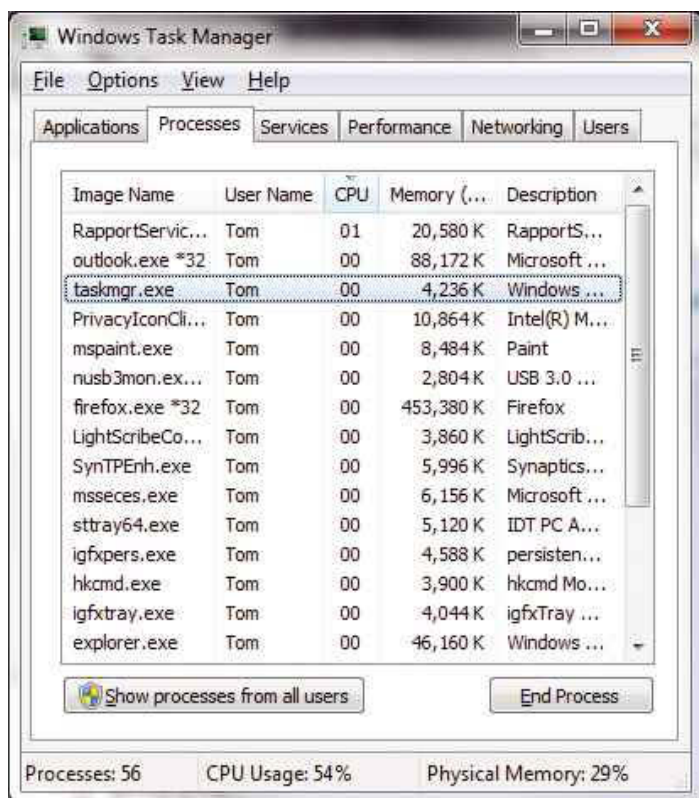 Windows Task Manager
File Options View Help
Applications Processes Services Performance Networking Users
Image Name User Name CPU Memory (... Description
RapportServic... Tom 01 20,580 K RapportS...
outlook.exe *32 Tom 00 88,172 K Microsoft ...
taskmgr.exe Tom 00 4,236 K Windows ...
PrivacyIconCli... Tom 00 10,864 K Intel(R) M...
mspaint.exe Tom 00 8,484 K Paint
nusb3mon.ex... Tom 00 2,804 K USB 3.0 ...
firefox.exe *32 Tom 00 453,380 K Firefox
LightScribeCo... Tom 00 3,860 K LightScrib...
SynTPEnh.exe Tom 00 5,996 K Synaptics...
msseces.exe Tom 00 6,156 K Microsoft ...
sttray64.exe Tom 00 5,120 K IDT PC A...
igfxpers.exe Tom 00 4,588 K persisten...
hkcmd.exe Tom 00 3,900 K hkcmd Mo...
igfxtray.exe Tom 00 4,044 K igfxTray ...
explorer.exe Tom 00 46,160 K Windows ...
Show processes from all users End Process
Processes: 56 CPU Usage: 54% Physical Memory: 29%